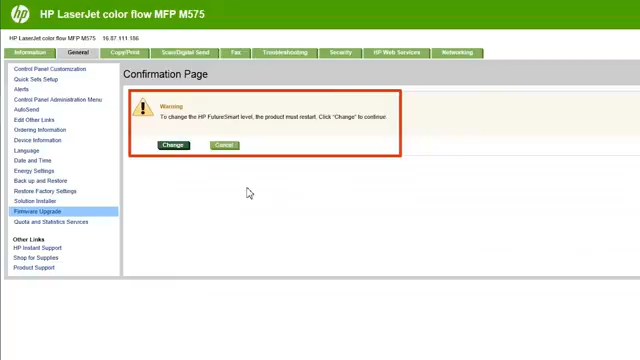 hp HP LaserJet color flow MFP M575
HP LaserJet color flow MFP M575 16.87.111.186
Information General Copy/Print Scan/Digital Send Fax Troubleshooting Security HP Web Services Networking
Control Panel Customization
Quick Sets Setup
Alerts
Control Panel Administration Menu
AutoSend
Edit Other Links
Ordering Information
Device Information
Language
Date and Time
Energy Settings
Back up and Restore
Restore Factory Settings
Solution Installer
Firmware Upgrade
Quota and Statistics Services
Other Links
HP Instant Support
Shop for Supplies
Product Support
Confirmation Page
Warning
To change the HP FutureSmart level, the product must restart. Click "Change" to continue
Change Cancel